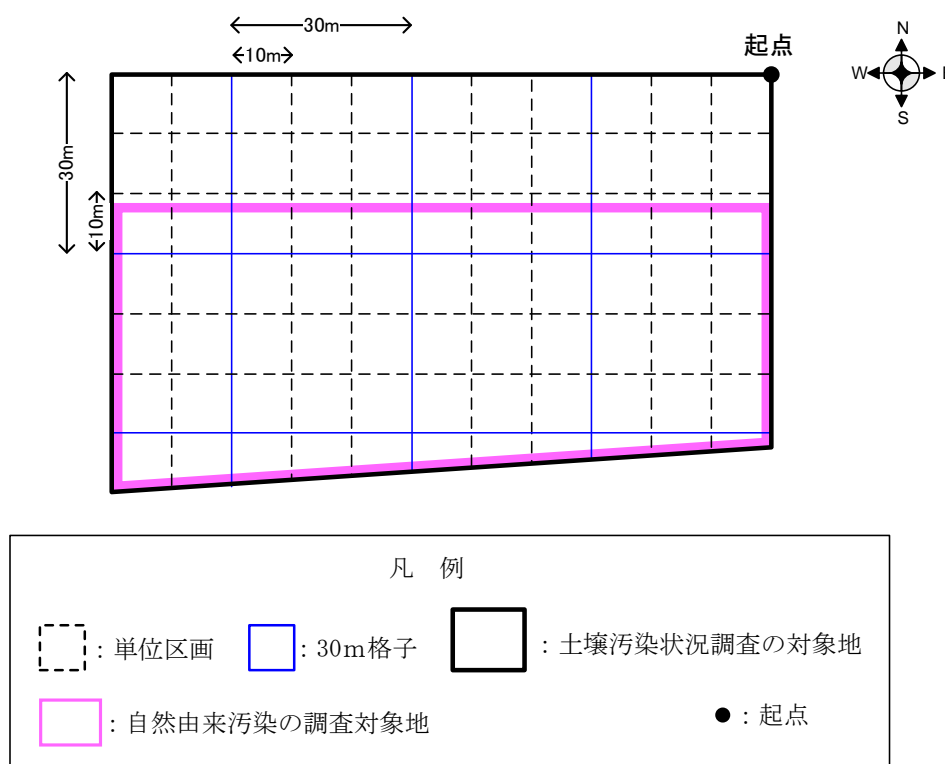 30m
10m
起点
N
W
E
S
30m
10m
凡 例
: 単位区画
: 30m格子
: 土壌汚染状況調査の対象地
: 自然由来汚染の調査対象地
: 起点